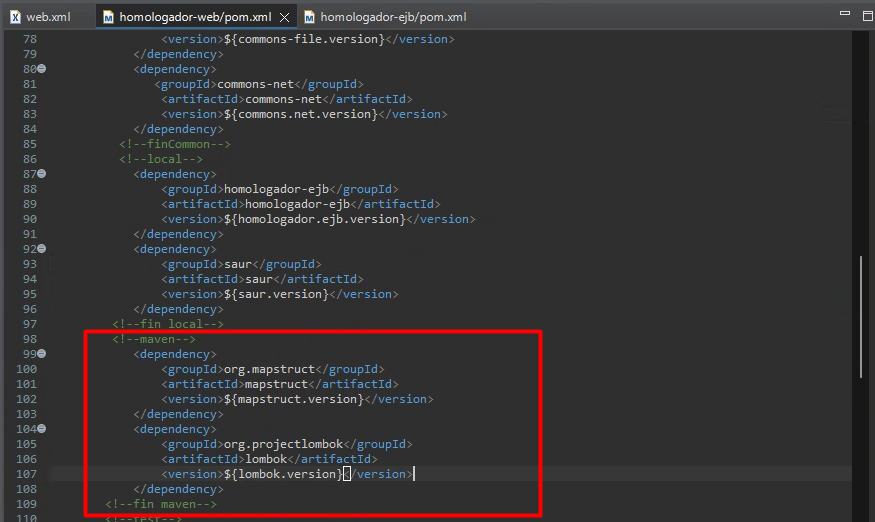 web.xml homologador-web/pom.xml homologador-ejb/pom.xml
78 <version>${commons-file.version}</version>
79 </dependency>
80 <dependency>
81 <groupId>commons-net</groupId>
82 <artifactId>commons-net</artifactId>
83 <version>${commons.net.version}</version>
84 </dependency>
85 <!--finCommon-->
86 <!--local-->
87 <dependency>
88 <groupId>homologador-ejb</groupId>
89 <artifactId>homologador-ejb</artifactId>
90 <version>${homologador.ejb.version}</version>
91 </dependency>
92 <dependency>
93 <groupId>saur</groupId>
94 <artifactId>saur</artifactId>
95 <version>${saur.version}</version>
96 </dependency>
97 <!--fin local-->
98 <!--maven-->
99 <dependency>
100 <groupId>org.mapstruct</groupId>
101 <artifactId>mapstruct</artifactId>
102 <version>${mapstruct.version}</version>
103 </dependency>
104 <dependency>
105 <groupId>org.projectlombok</groupId>
106 <artifactId>lombok</artifactId>
107 <version>${lombok.version}</version>
108 </dependency>
109 <!--fin maven-->
110 <!--test-->